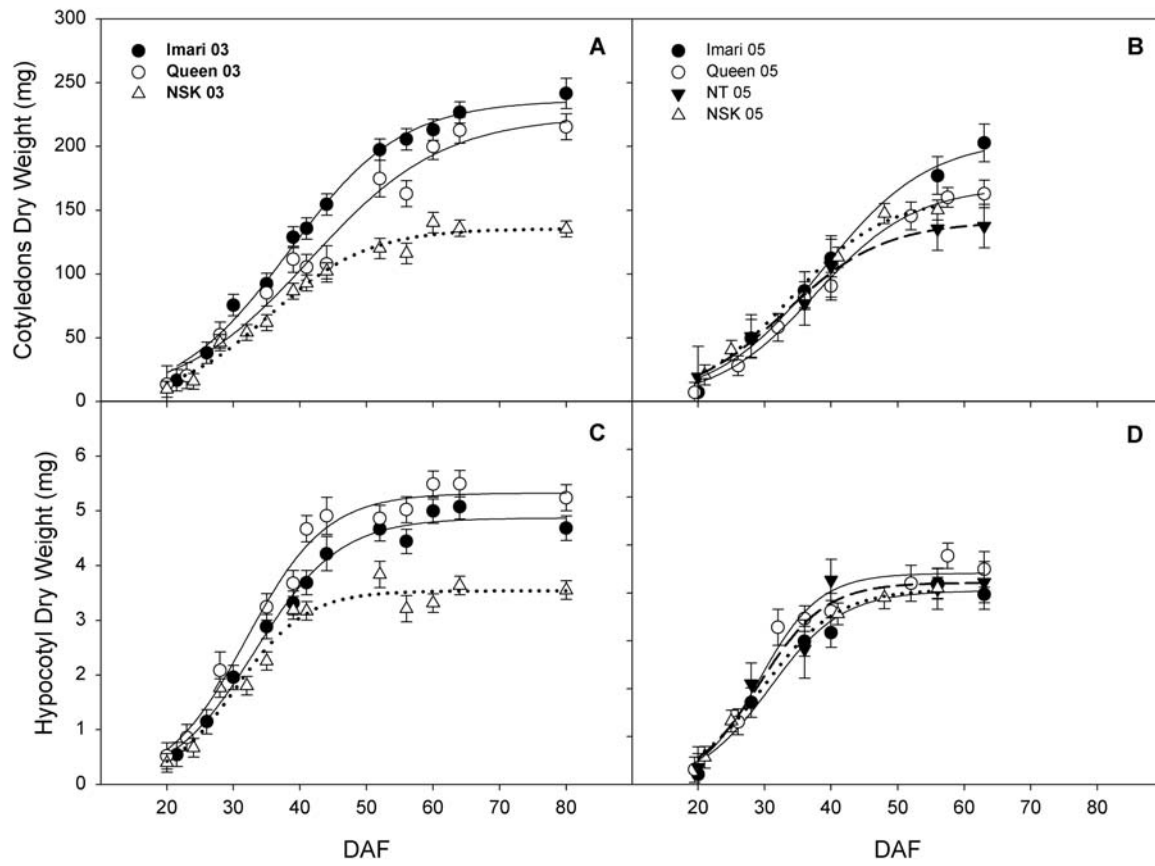 Cotyledons Dry Weight (mg)
300
250
200
150
100
50
0
A
Imari 03
Queen 03
NSK 03
B
Imari 05
Queen 05
NT 05
NSK 05
Hypocotyl Dry Weight (mg)
6
5
4
3
2
1
0
C
D
20 30 40 50 60 70 80
20 30 40 50 60 70 80
DAF
DAF